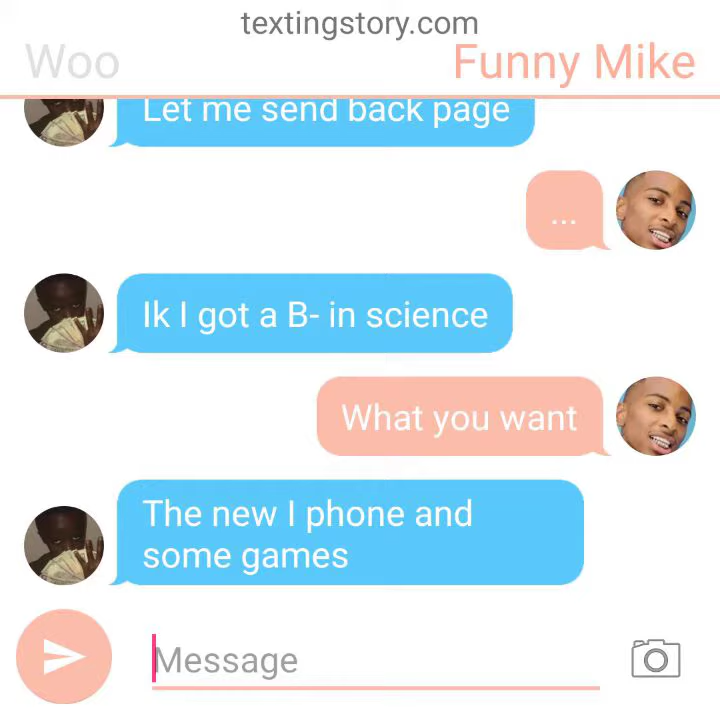 textingstory.com
Woo
Funny Mike
Let me send back page
...
Ik I got a B- in science
What you want
The new I phone and
some games
Message